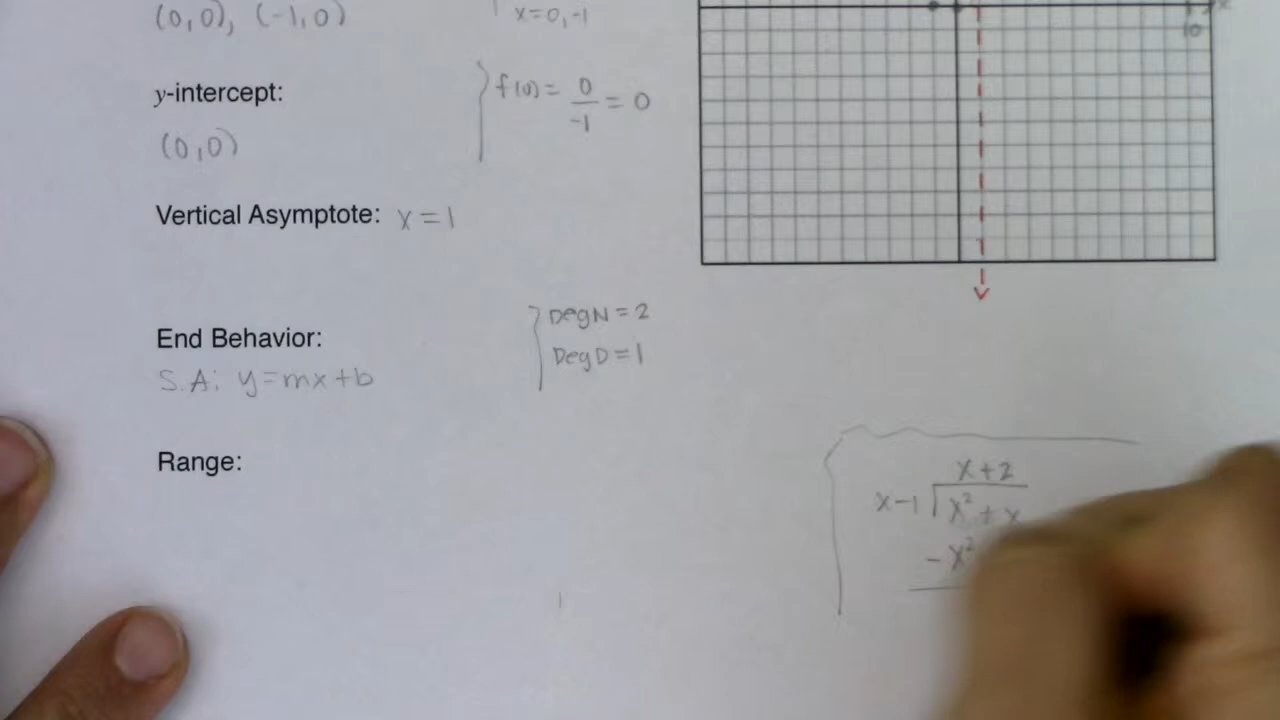 (0,0), (-1,0)
x=0,-1
y-intercept:
f(0) = 0/-1 = 0
(0,0)
Vertical Asymptote: x = 1
End Behavior:
Deg N = 2
Deg D = 1
S.A: y=mx+b
Range:
x+2
x-1 x² + x
- x²
x
10